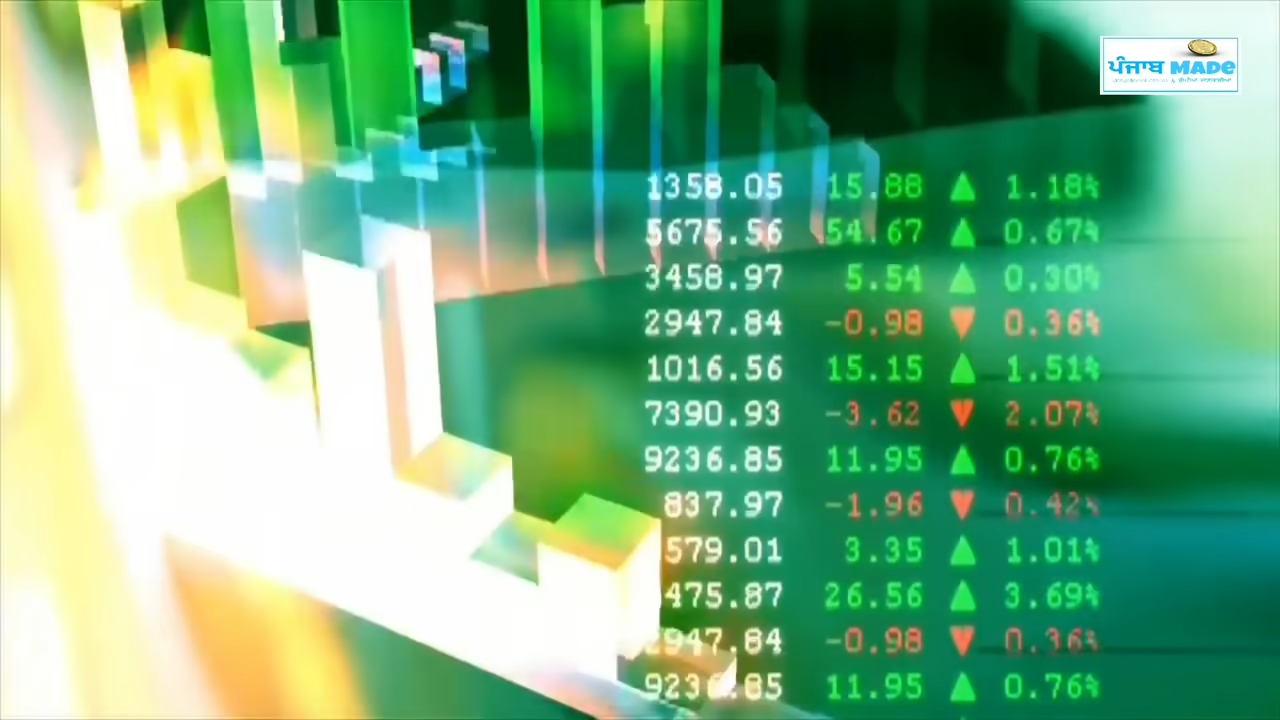 ਪੰਜਾਬ MADE
1358.05 15.88 ▲ 1.18%
5675.56 54.67 ▲ 0.67%
3458.97 5.54 ▲ 0.30%
2947.84 -0.98 ▼ 0.36%
1016.56 15.15 ▲ 1.51%
7390.93 -3.62 ▼ 2.07%
9236.85 11.95 ▲ 0.76%
837.97 -1.96 ▼ 0.42%
579.01 3.35 ▲ 1.01%
475.87 26.56 ▲ 3.69%
2947.84 -0.98 ▼ 0.36%
9236.85 11.95 ▲ 0.76%